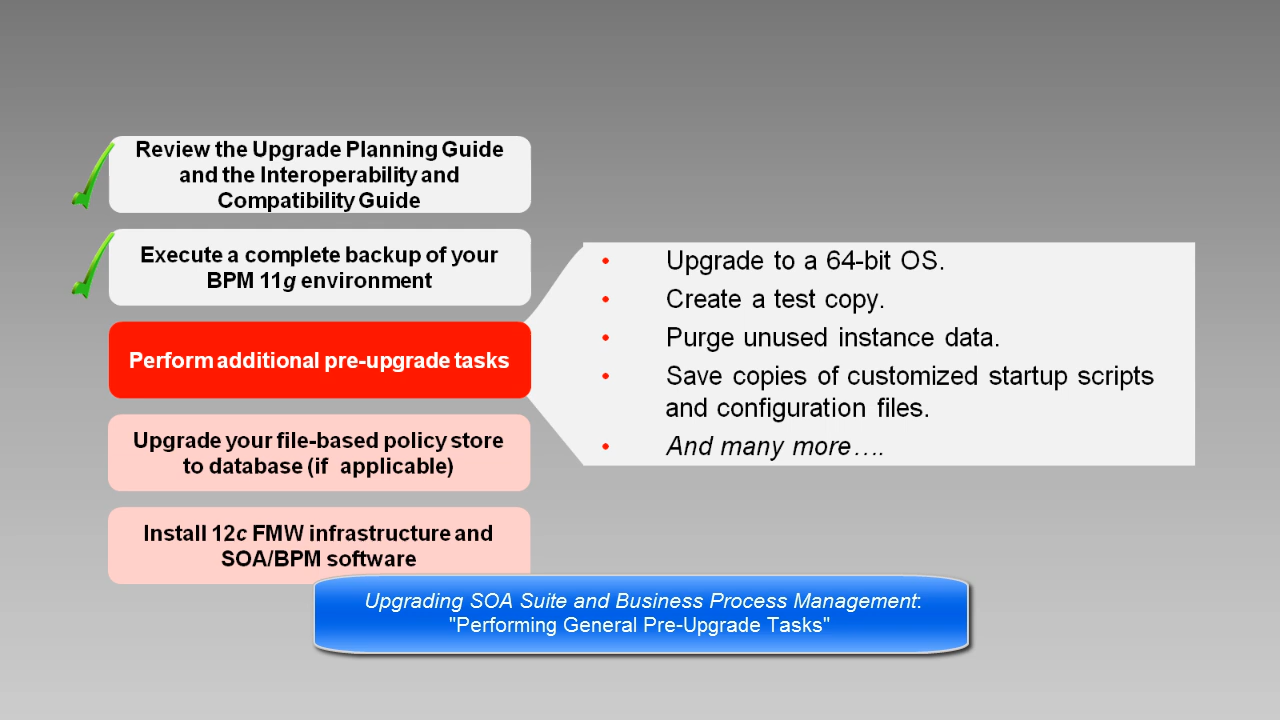 Review the Upgrade Planning Guide
and the Interoperability and
Compatibility Guide
Execute a complete backup of your
BPM 11g environment
Perform additional pre-upgrade tasks
Upgrade your file-based policy store
to database (if applicable)
Install 12c FMW infrastructure and
SOA/BPM software
• Upgrade to a 64-bit OS.
• Create a test copy.
• Purge unused instance data.
• Save copies of customized startup scripts
and configuration files.
• And many more….
Upgrading SOA Suite and Business Process Management:
"Performing General Pre-Upgrade Tasks"